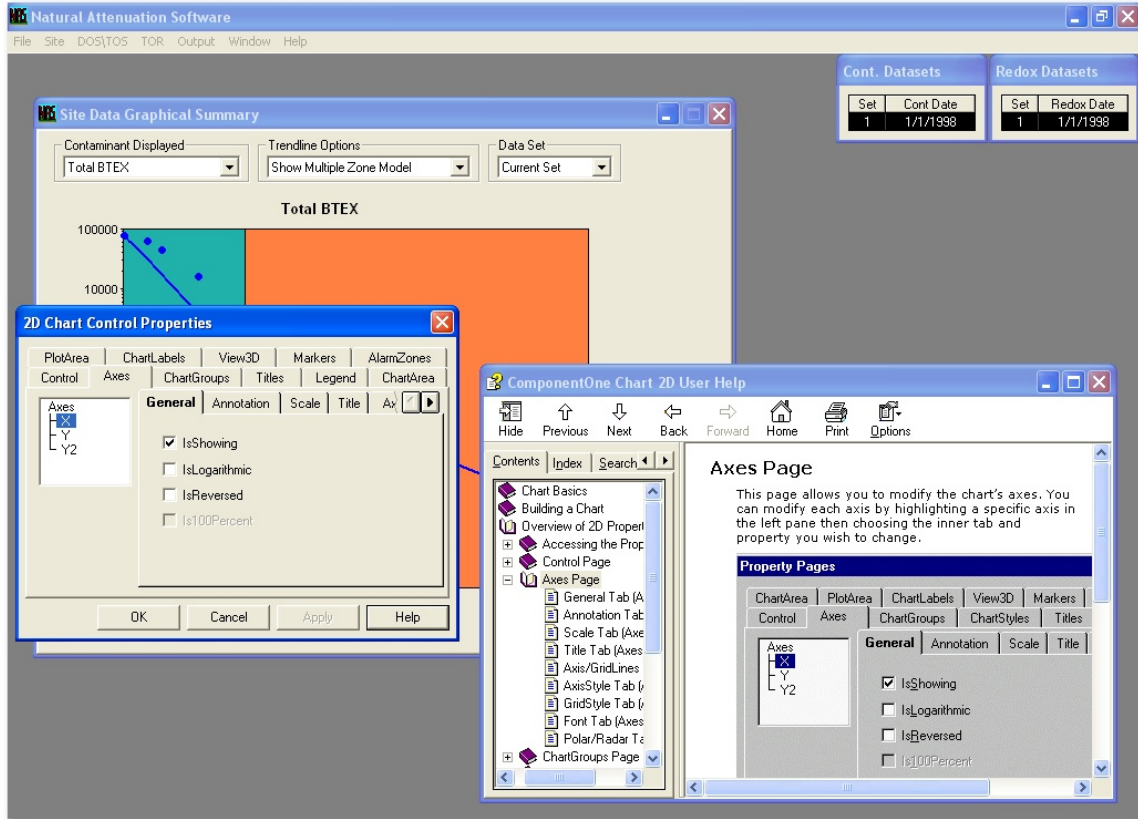 Natural Attenuation Software
File Site DOS\TOS TOR Output Window Help
Cont. Datasets
Set Cont Date
1 1/1/1998
Redox Datasets
Set Redox Date
1 1/1/1998
Site Data Graphical Summary
Contaminant Displayed
Total BTEX
Trendline Options
Show Multiple Zone Model
Data Set
Current Set
Total BTEX
100000
10000
2D Chart Control Properties
PlotArea ChartLabels View3D Markers AlarmZones
Control Axes ChartGroups Titles Legend ChartArea
Axes
X
Y
Y2
General Annotation Scale Title Ax
IsShowing
IsLogarithmic
IsReversed
Is100Percent
OK Cancel Apply Help
ComponentOne Chart 2D User Help
Hide Previous Next Back Forward Home Print Options
Contents Index Search
Chart Basics
Building a Chart
Overview of 2D Propert
Accessing the Prop
Control Page
Axes Page
General Tab (A
Annotation Tab
Scale Tab (Axe
Title Tab (Axes
Axis/GridLines
AxisStyle Tab (
GridStyle Tab (
Font Tab (Axes
Polar/Radar Ta
ChartGroups Page
Axes Page
This page allows you to modify the chart's axes. You
can modify each axis by highlighting a specific axis in
the left pane then choosing the inner tab and
property you wish to change.
Property Pages
ChartArea PlotArea ChartLabels View3D Markers
Control Axes ChartGroups ChartStyles Titles
Axes
X
Y
Y2
General Annotation Scale Title
IsShowing
IsLogarithmic
IsReversed
Is100Percent